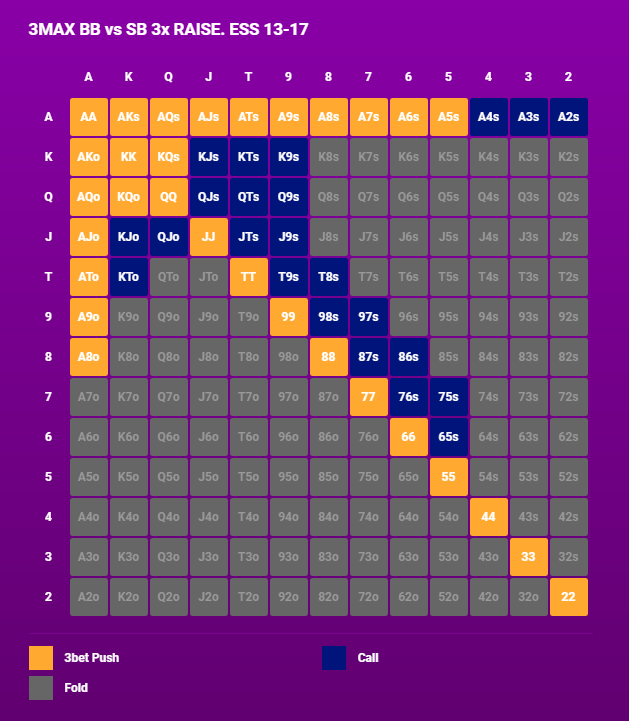 3MAX BB vs SB 3x RAISE. ESS 13-17
A K Q J T 9 8 7 6 5 4 3 2
A AA AKs AQs AJs ATs A9s A8s A7s A6s A5s A4s A3s A2s
K AKo KK KQs KJs KTs K9s K8s K7s K6s K5s K4s K3s K2s
Q AQo KQo QQ QJs QTs Q9s Q8s Q7s Q6s Q5s Q4s Q3s Q2s
J AJo KJo QJo JJ JTs J9s J8s J7s J6s J5s J4s J3s J2s
T ATo KTo QTo JTo TT T9s T8s T7s T6s T5s T4s T3s T2s
9 A9o K9o Q9o J9o T9o 99 98s 97s 96s 95s 94s 93s 92s
8 A8o K8o Q8o J8o T8o 98o 88 87s 86s 85s 84s 83s 82s
7 A7o K7o Q7o J7o T7o 97o 87o 77 76s 75s 74s 73s 72s
6 A6o K6o Q6o J6o T6o 96o 86o 76o 66 65s 64s 63s 62s
5 A5o K5o Q5o J5o T5o 95o 85o 75o 65o 55 54s 53s 52s
4 A4o K4o Q4o J4o T4o 94o 84o 74o 64o 54o 44 43s 42s
3 A3o K3o Q3o J3o T3o 93o 83o 73o 63o 53o 43o 33 32s
2 A2o K2o Q2o J2o T2o 92o 82o 72o 62o 52o 42o 32o 22
3bet Push Call
Fold